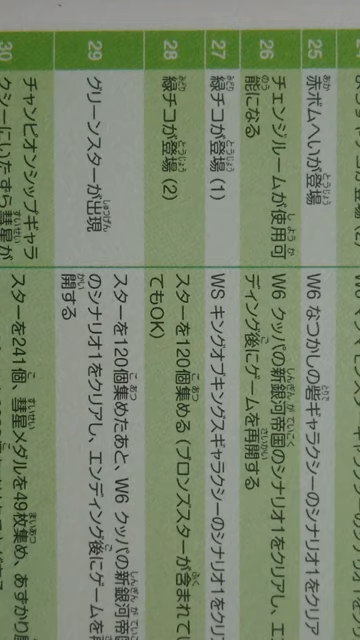 25
赤ボムへいが登場
W6 なつかしの砦ギャラクシーのシナリオ1をクリア
26
チェンジルームが使用可
能になる
W6 クッパの新銀河帝国のシナリオ1をクリアし、エ
ディング後にゲームを再開する
27
緑チコが登場(1)
WS キングオブキングスギャラクシーのシナリオ1をクリ
28
緑チコが登場(2)
スターを120個集める(ブロンズスターが含まれてい
てもOK)
29
グリーンスターが出現
スターを120個集めたあと、W6 クッパの新銀河帝
のシナリオ1をクリアし、エンディング後にゲームを再
開する
30
チャンピオンシップギャラ
クシーにいたずら彗星が
スターを241個、彗星メダルを49枚集め、あずかり